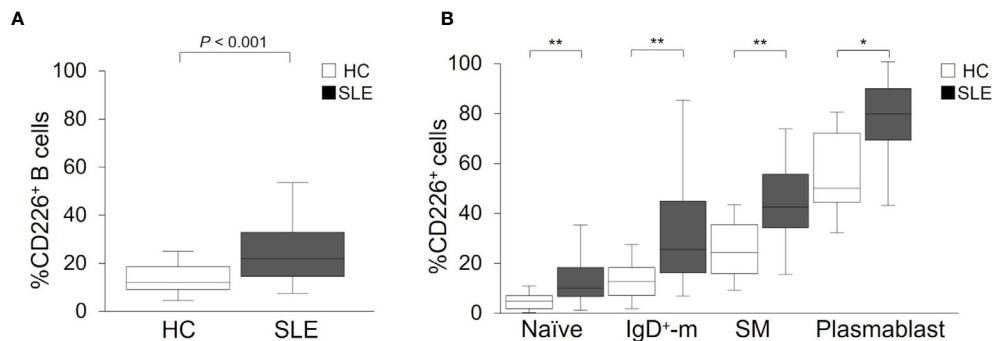 A
P < 0.001
HC
SLE
100
80
60
40
20
0
%CD226⁺ B cells
HC SLE
B
** ** ** *
HC
SLE
100
80
60
40
20
0
%CD226⁺ cells
Naïve IgD⁺-m SM Plasmablast